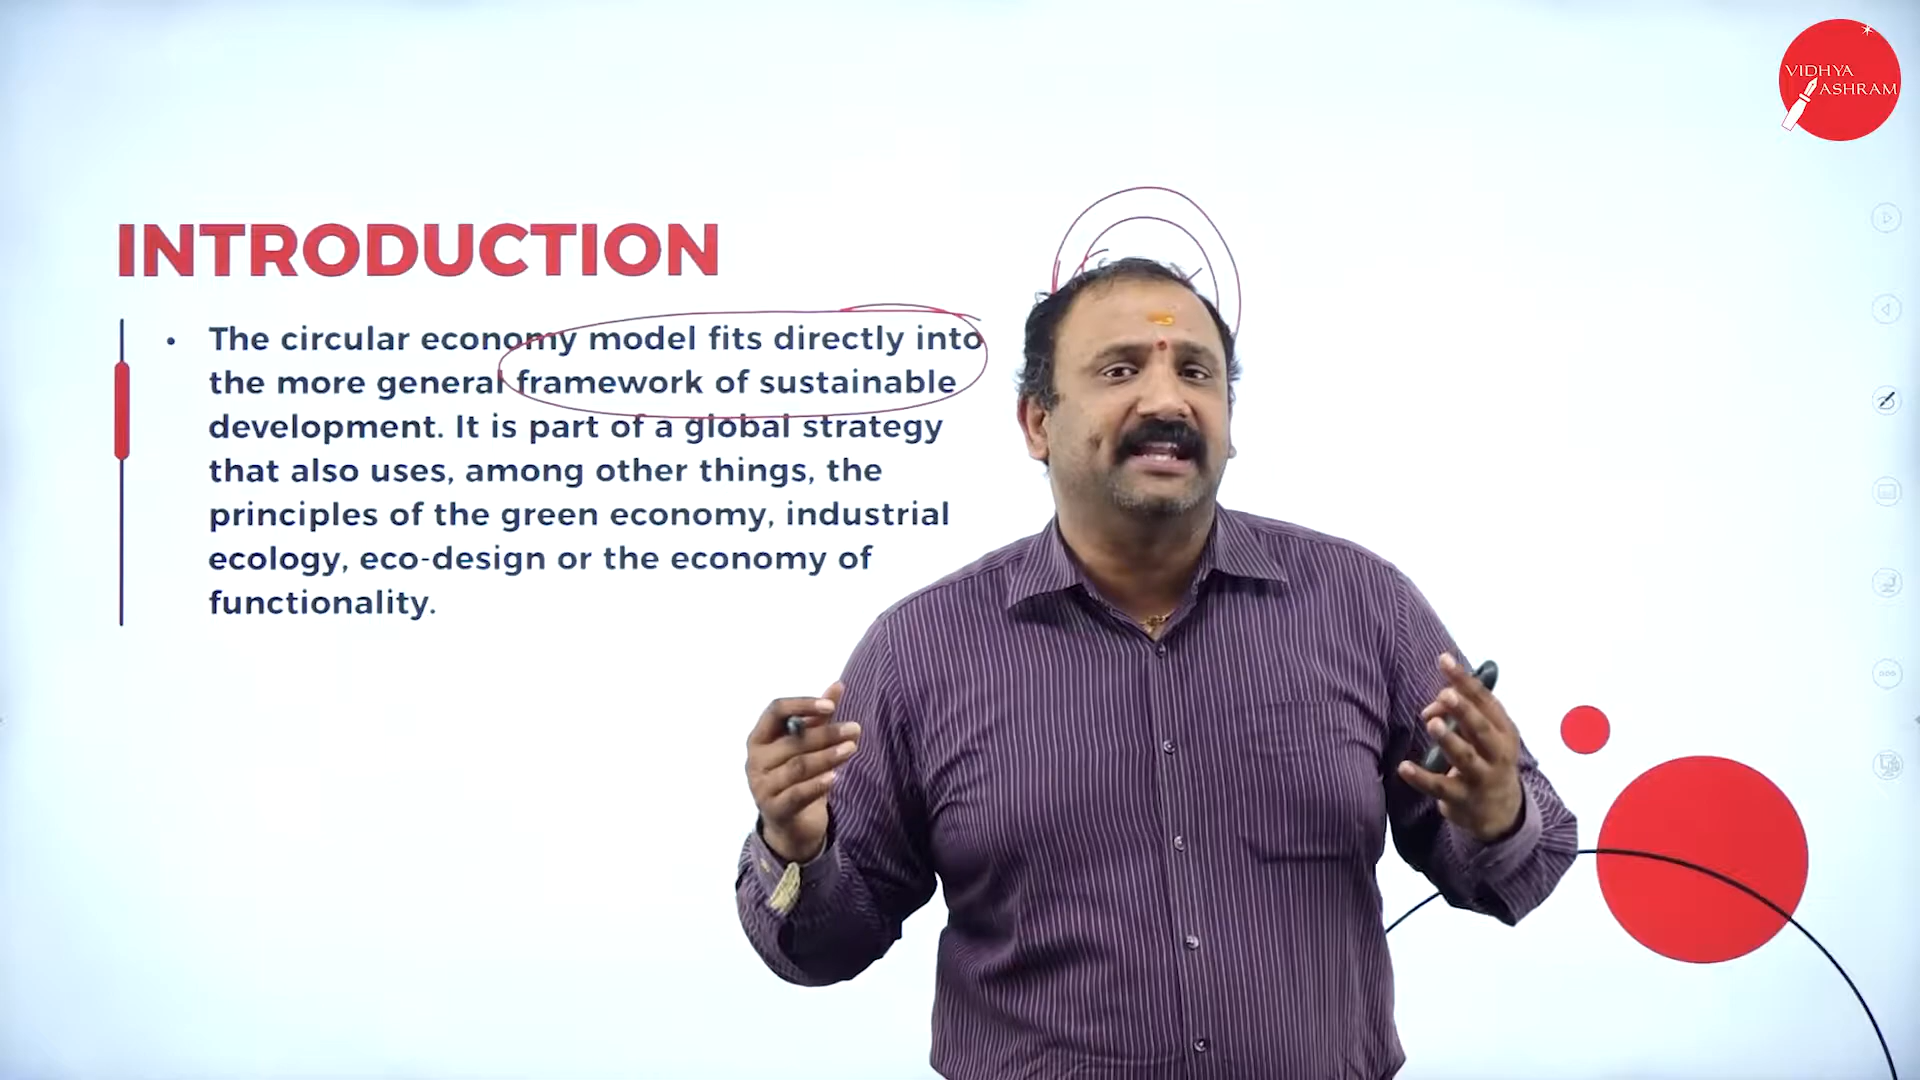 VIDHYA
ASHRAM
INTRODUCTION
• The circular economy model fits directly into
the more general framework of sustainable
development. It is part of a global strategy
that also uses, among other things, the
principles of the green economy, industrial
ecology, eco-design or the economy of
functionality.